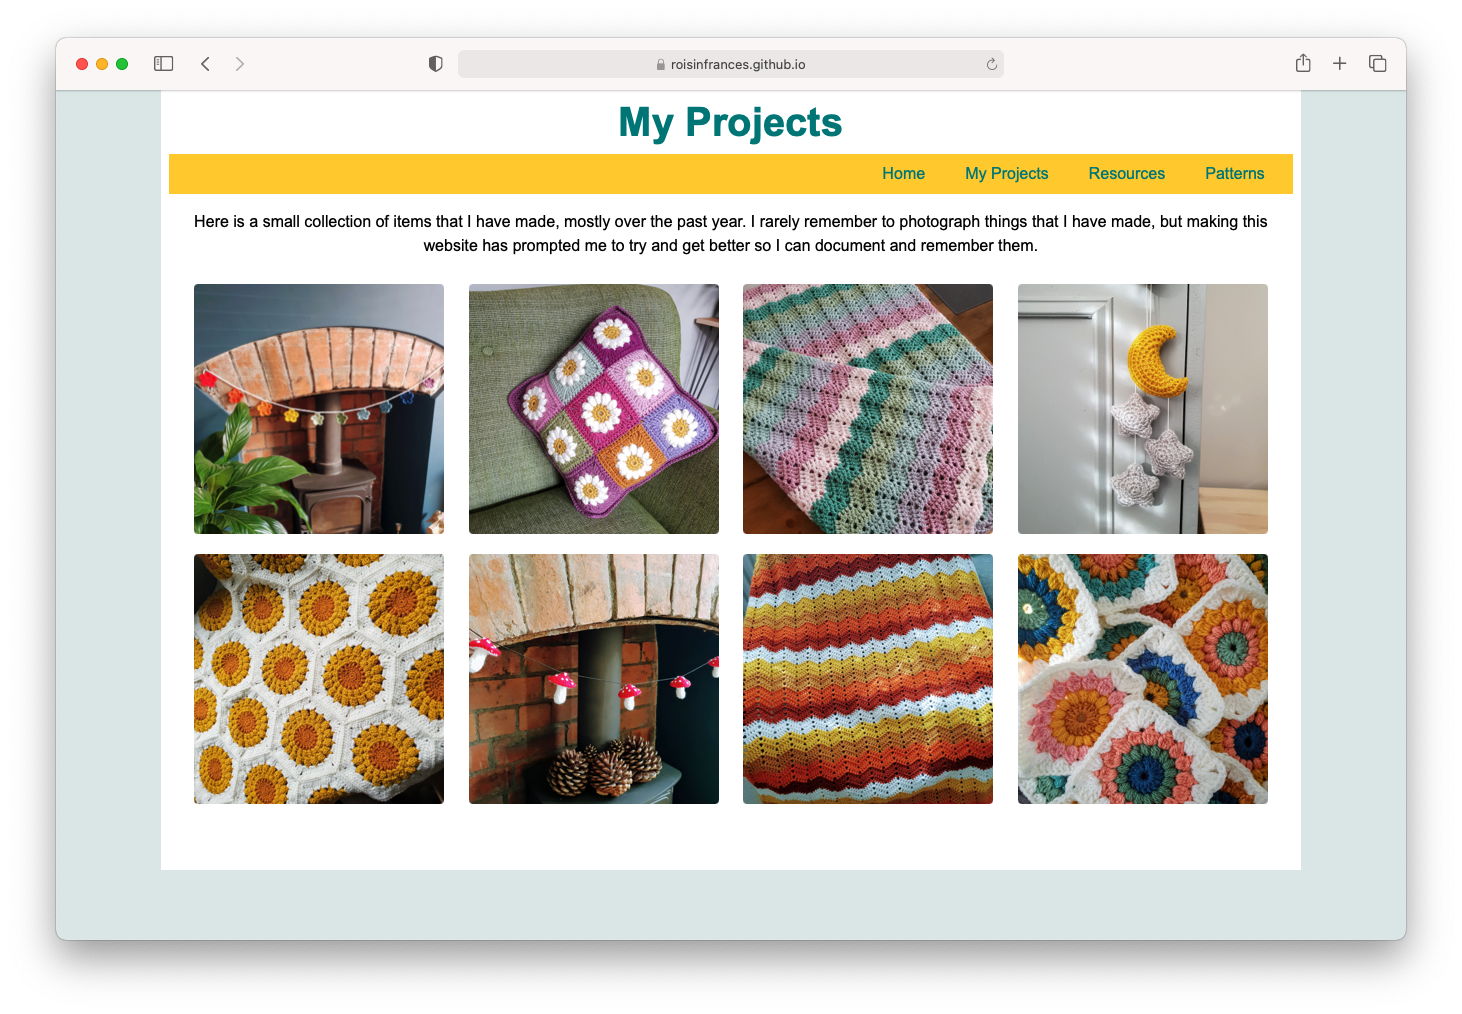 roisinfrances.github.io
My Projects
Home My Projects Resources Patterns
Here is a small collection of items that I have made, mostly over the past year. I rarely remember to photograph things that I have made, but making this
website has prompted me to try and get better so I can document and remember them.